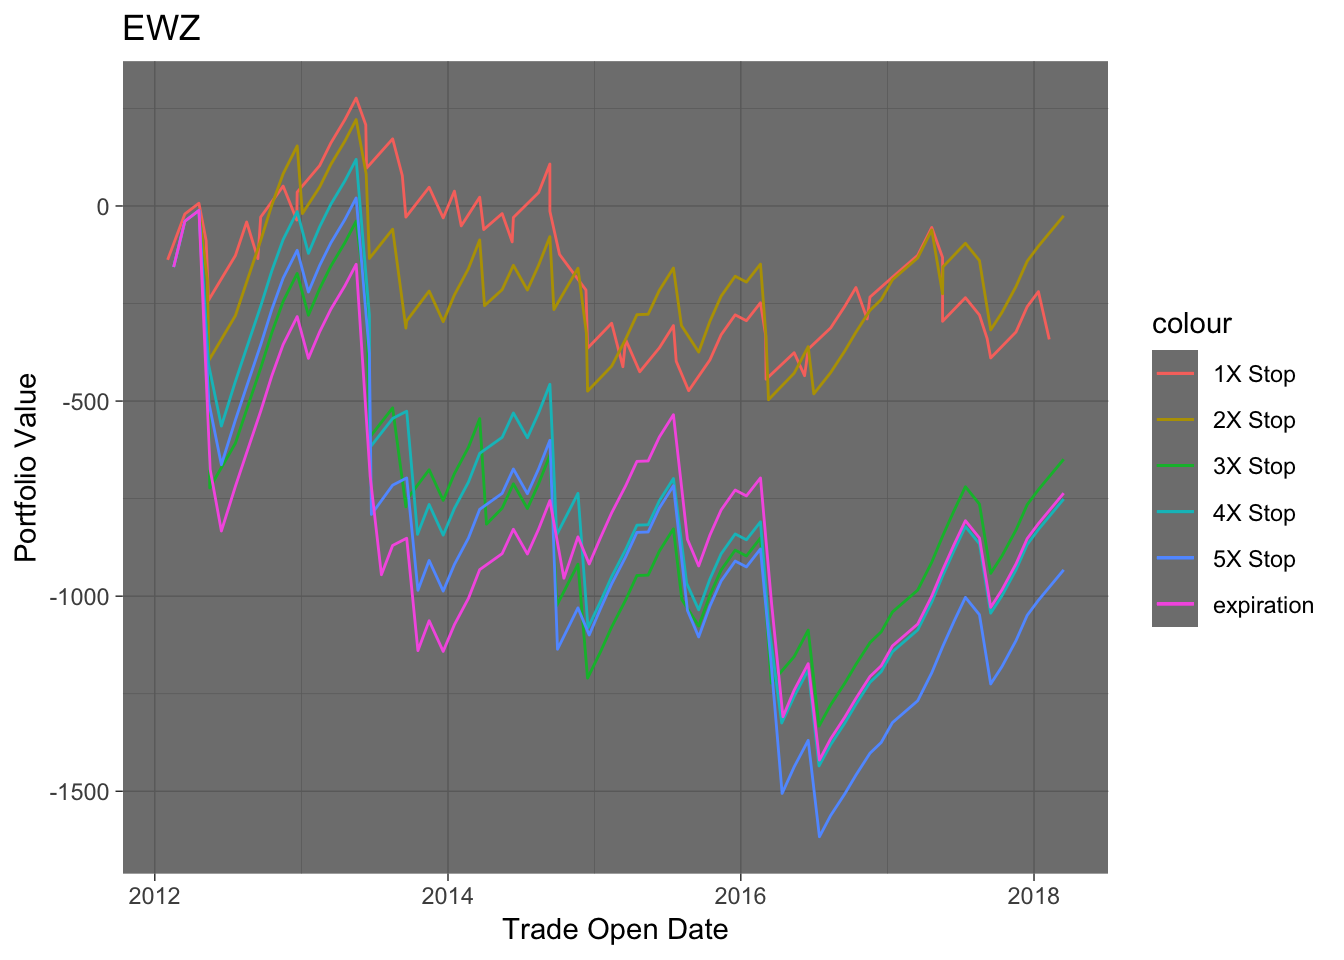 EWZ
Portfolio Value
0
-500
-1000
-1500
2012
2014
2016
2018
Trade Open Date
colour
1X Stop
2X Stop
3X Stop
4X Stop
5X Stop
expiration